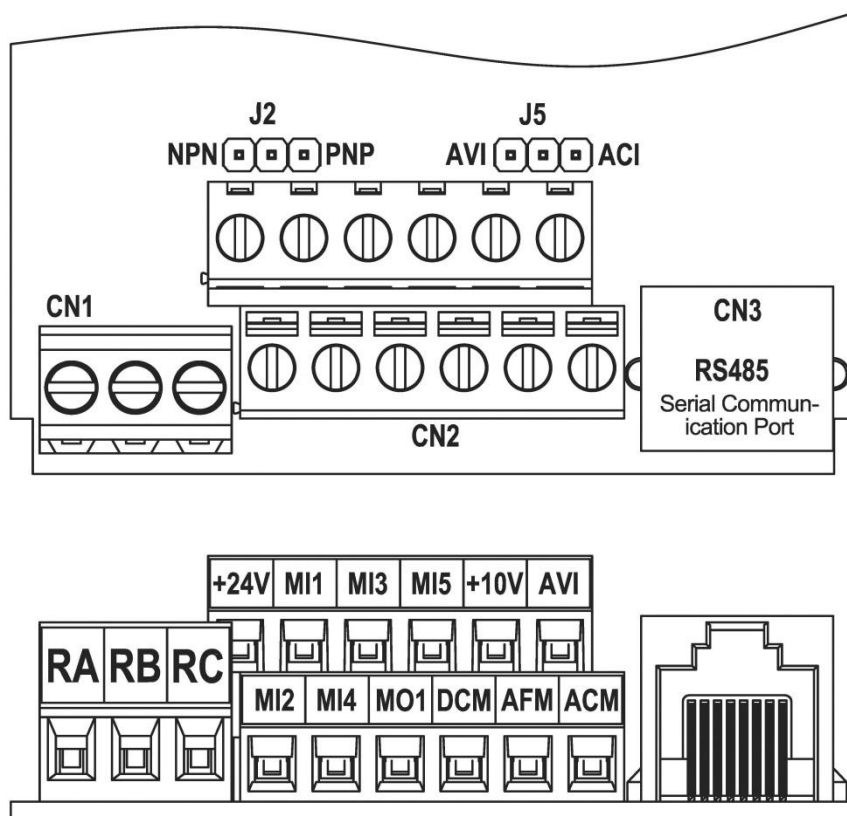 J2 J5
NPN PNP AVI ACI
CN1 CN3
RS485
Serial Commun-
ication Port
CN2
+24V MI1 MI3 MI5 +10V AVI
RA RB RC
MI2 MI4 MO1 DCM AFM ACM